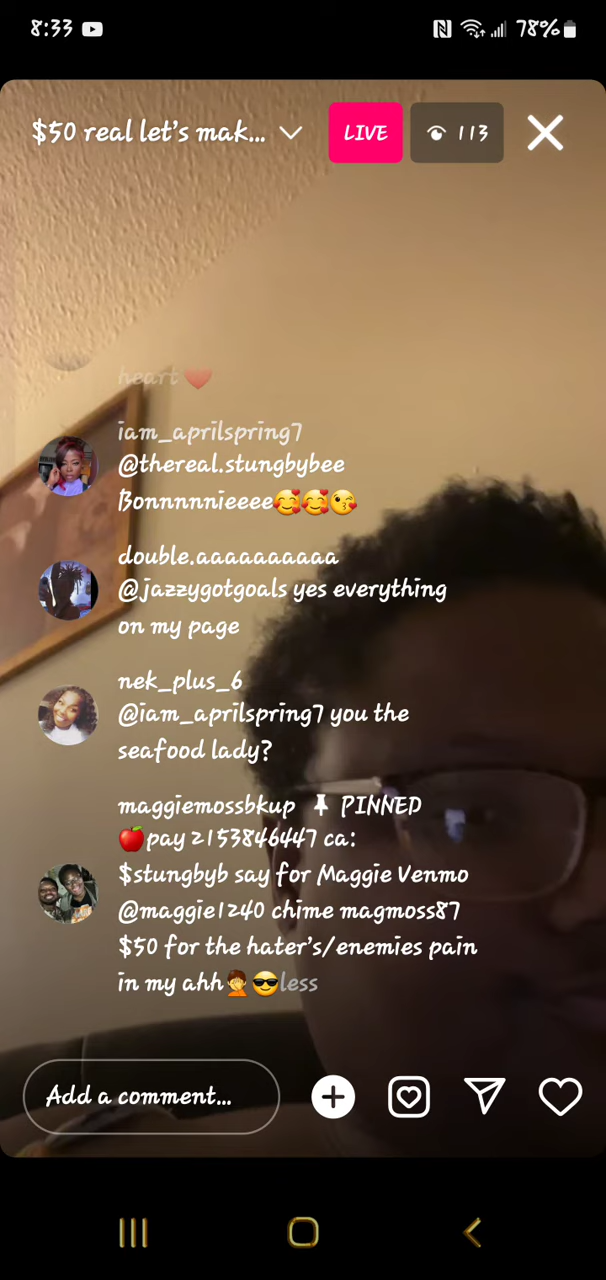 8:33
78%
$50 real let's mak...
LIVE
113
heart ❤️
iam_aprilspring7
@thereal.stungbybee
Bonnnnnieeee🥰🥰😘
double.aaaaaaaaaa
@jazzygotgoals yes everything
on my page
nek_plus_6
@iam_aprilspring7 you the
seafood lady?
maggiemossbkup 📌 PINNED
🍎pay 2153846447 ca:
$stungbyb say for Maggie Venmo
@maggie1240 chime magmoss87
$50 for the hater's/enemies pain
in my ahh🤦😎less
Add a comment...